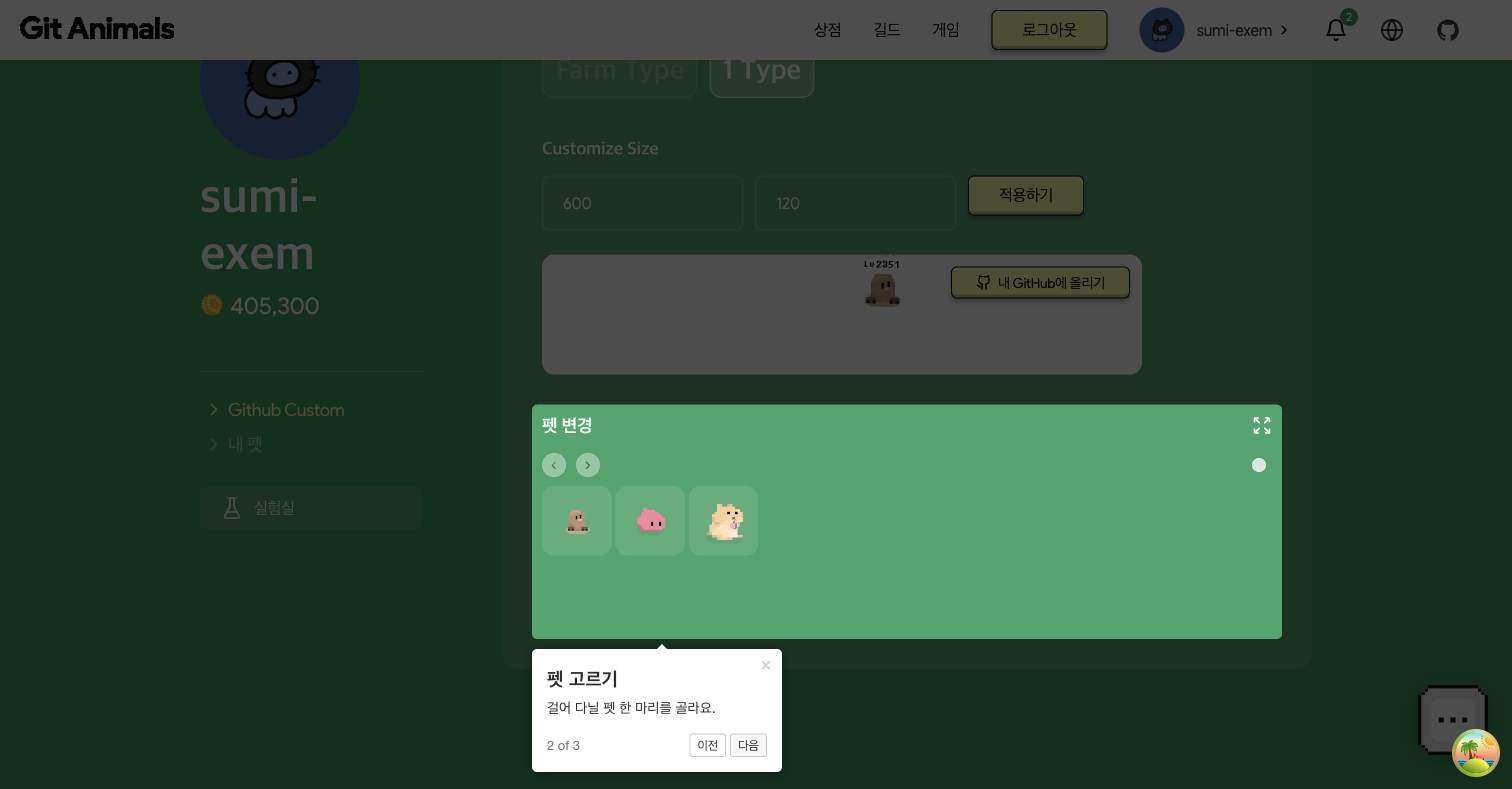 Git Animals
상점
길드
게임
로그아웃
sumi-exem
2
Farm Type
1 Type
sumi-
exem
405,300
Github Custom
내 펫
실험실
Customize Size
600
120
적용하기
Lv2351
내 GitHub에 올리기
펫 변경
펫 고르기
×
걸어 다닐 펫 한 마리를 골라요.
2 of 3
이전
다음